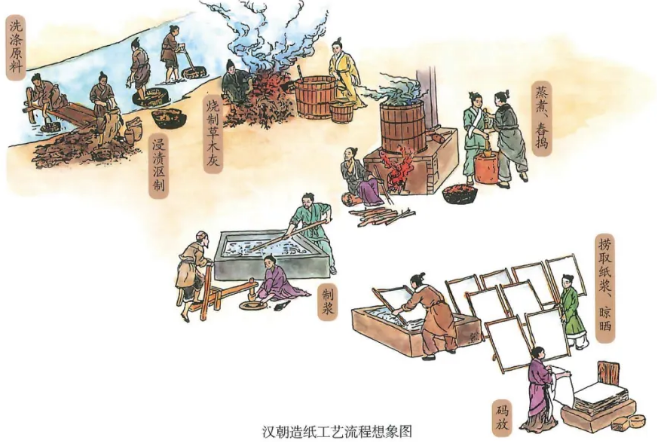 洗涤原料
浸渍沤制
烧制草木灰
蒸煮、舂捣
制浆
捞取纸浆、晾晒
码放
汉朝造纸工艺流程想象图